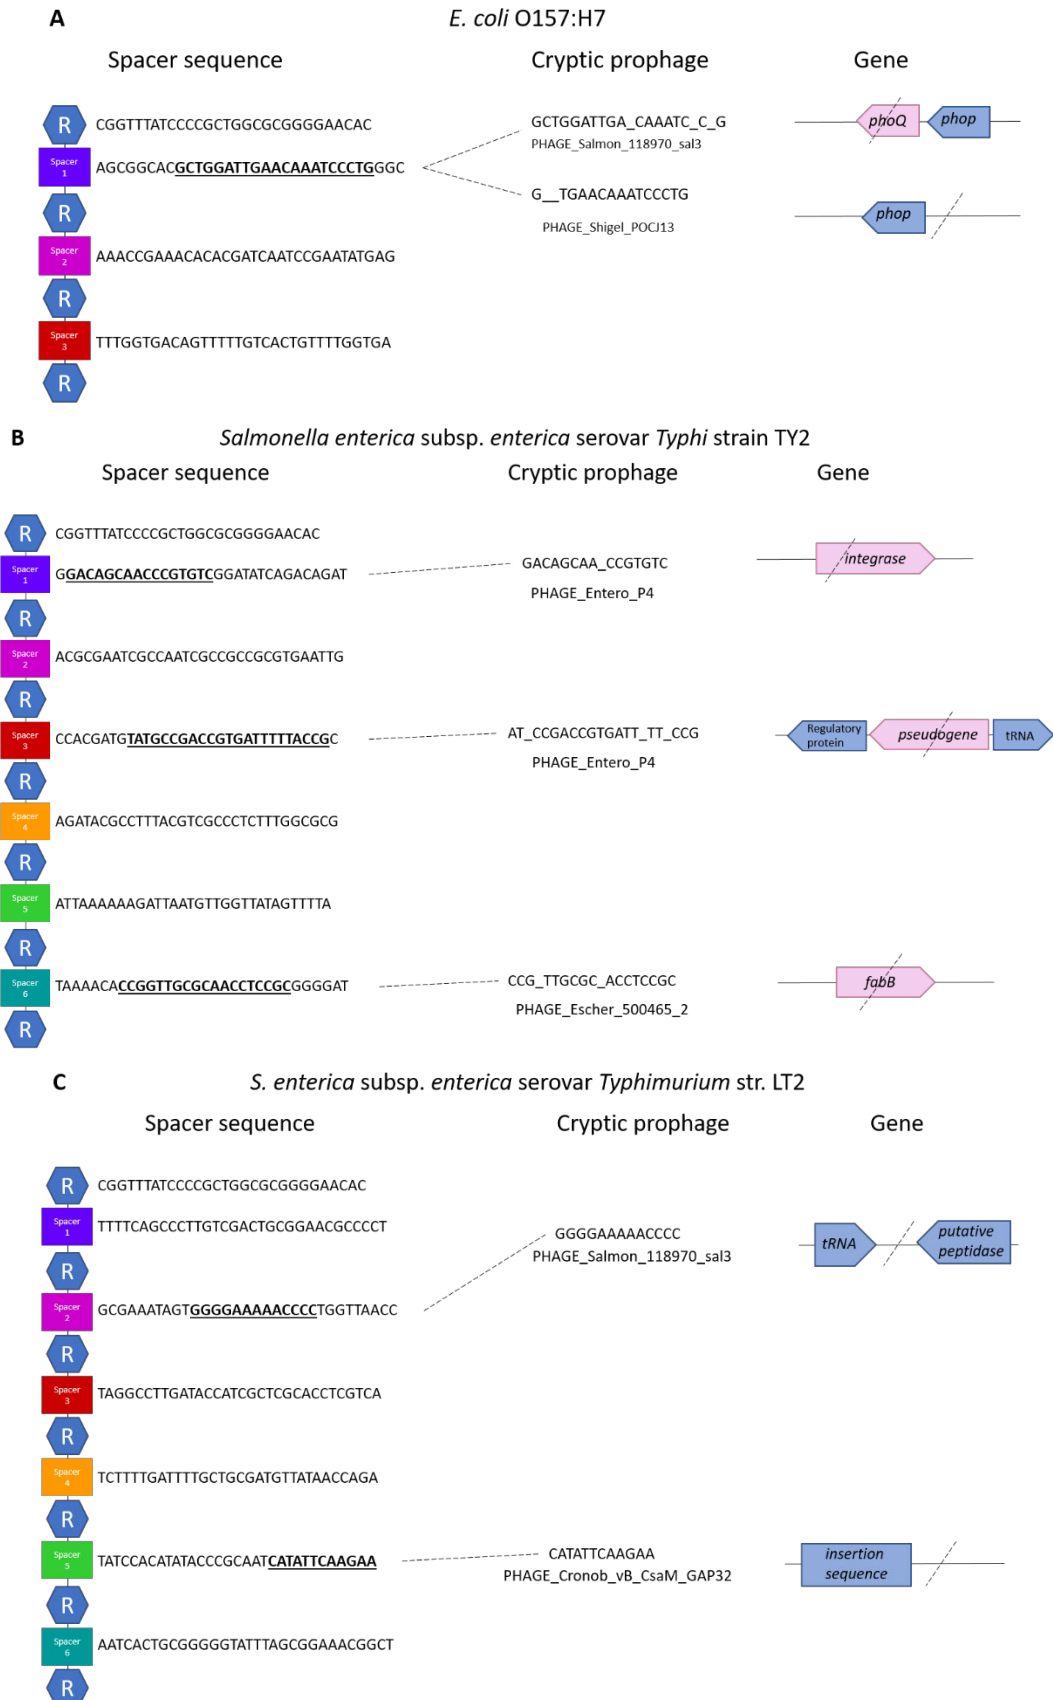 A
E. coli O157:H7
Spacer sequence
Cryptic prophage
Gene
R
CGGTTTATCCCCGCTGGCGCGGGGAACAC
GCTGGATTGA_CAAATC_C_G
PHAGE_Salmon_118970_sal3
phoQ
phop
Spacer
1
AGCGGCACGCTGGATTGAACAAATCCCTGGGC
R
G__TGAACAAATCCCTG
PHAGE_Shigel_POCJ13
phop
Spacer
2
AAACCGAAACACACGATCAATCCGAATATGAG
R
Spacer
3
TTTGGTGACAGTTTTTGTCACTGTTTTGGTGA
R
B
Salmonella enterica subsp. enterica serovar Typhi strain TY2
Spacer sequence
Cryptic prophage
Gene
R
CGGTTTATCCCCGCTGGCGCGGGGAACAC
Spacer
1
GGACAGCAACCCGTGTCGGATATCAGACAGAT
GACAGCAA_CCGTGTC
PHAGE_Entero_P4
integrase
R
Spacer
2
ACGCGAATCGCCAATCGCCGCCGCGTGAATTG
R
Spacer
3
CCACGATGTATGCCGACCGTGATTTTTACCGC
AT_CCGACCGTGATT_TT_CCG
PHAGE_Entero_P4
Regulatory
protein
pseudogene
tRNA
R
Spacer
4
AGATACGCCTTTACGTCGCCCTCTTTGGCGCG
R
Spacer
5
ATTAAAAAAGATTAATGTTGGTTATAGTTTTA
R
Spacer
6
TAAAACACCGGTTGCGCAACCTCCGCGGGGAT
CCG_TTGCGC_ACCTCCGC
PHAGE_Escher_500465_2
fabB
R
C
S. enterica subsp. enterica serovar Typhimurium str. LT2
Spacer sequence
Cryptic prophage
Gene
R
CGGTTTATCCCCGCTGGCGCGGGGAACAC
Spacer
1
TTTTCAGCCCTTGTCGACTGCGGAACGCCCCT
GGGGAAAAACCCC
PHAGE_Salmon_118970_sal3
tRNA
putative
peptidase
R
Spacer
2
GCGAAATAGTGGGGAAAAACCCCTGGTTAACC
R
Spacer
3
TAGGCCTTGATACCATCGCTCGCACCTCGTCA
R
Spacer
4
TCTTTTGATTTTGCTGCGATGTTATAACCAGA
R
Spacer
5
TATCCACATATACCCGCAATCATATTCAAGAA
CATATTCAAGAA
PHAGE_Cronob_vB_CsaM_GAP32
insertion
sequence
R
Spacer
6
AATCACTGCGGGGGTATTTAGCGGAAACGGCT
R